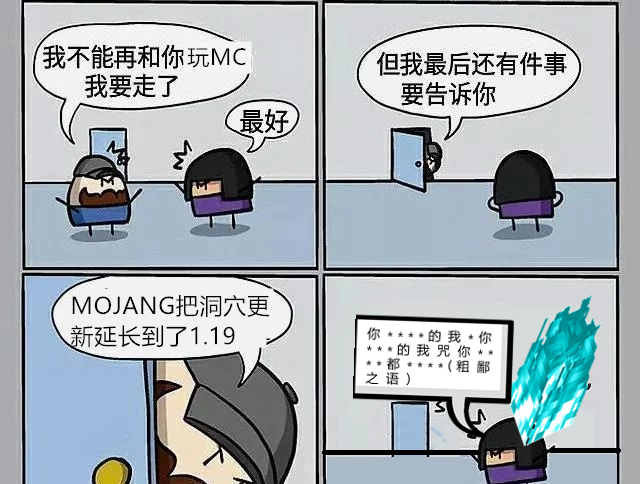 我不能再和你玩MC
我要走了
最好
但我最后还有件事
要告诉你
MOJANG把洞穴更
新延长到了1.19
你****的我*你
***的我咒你**
**都****(粗鄙
之语)